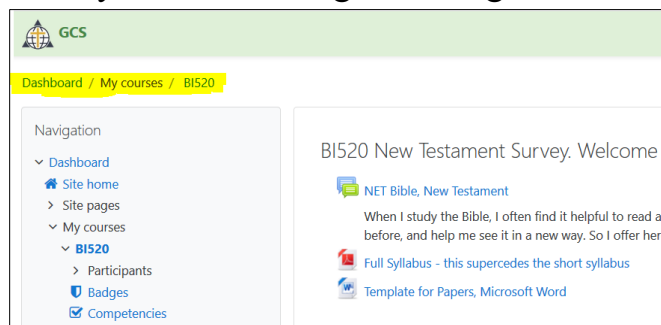 GCS
Dashboard / My courses / BI520
Navigation
Dashboard
Site home
Site pages
My courses
BI520
Participants
Badges
Competencies
BI520 New Testament Survey. Welcome
NET Bible, New Testament
When I study the Bible, I often find it helpful to read a
before, and help me see it in a new way. So I offer her
Full Syllabus - this supercedes the short syllabus
Template for Papers, Microsoft Word